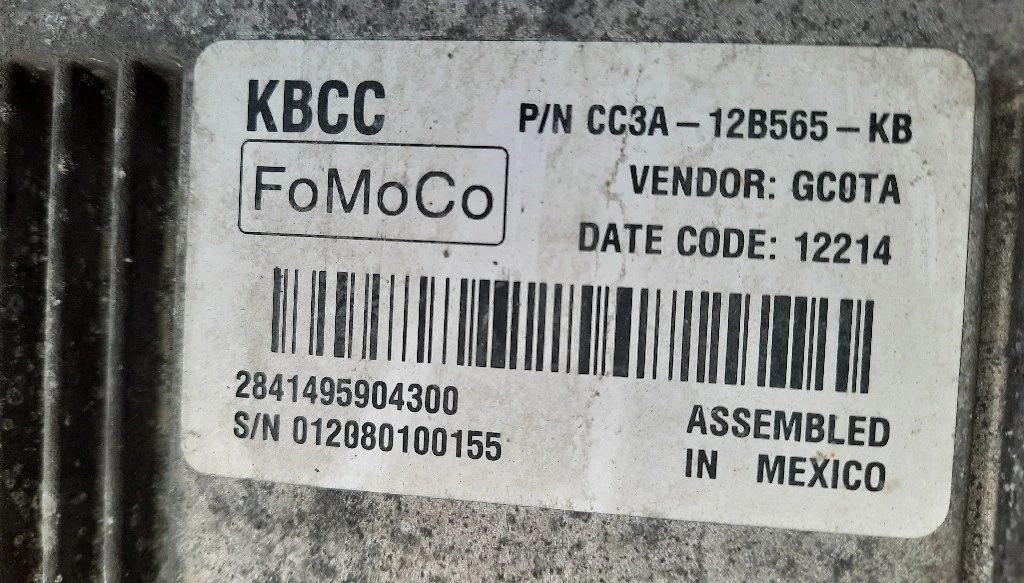 KBCC
P/N CC3A – 12B565 – KB
FoMoCo
VENDOR: GC0TA
DATE CODE: 12214
2841495904300
S/N 012080100155
ASSEMBLED
IN MEXICO